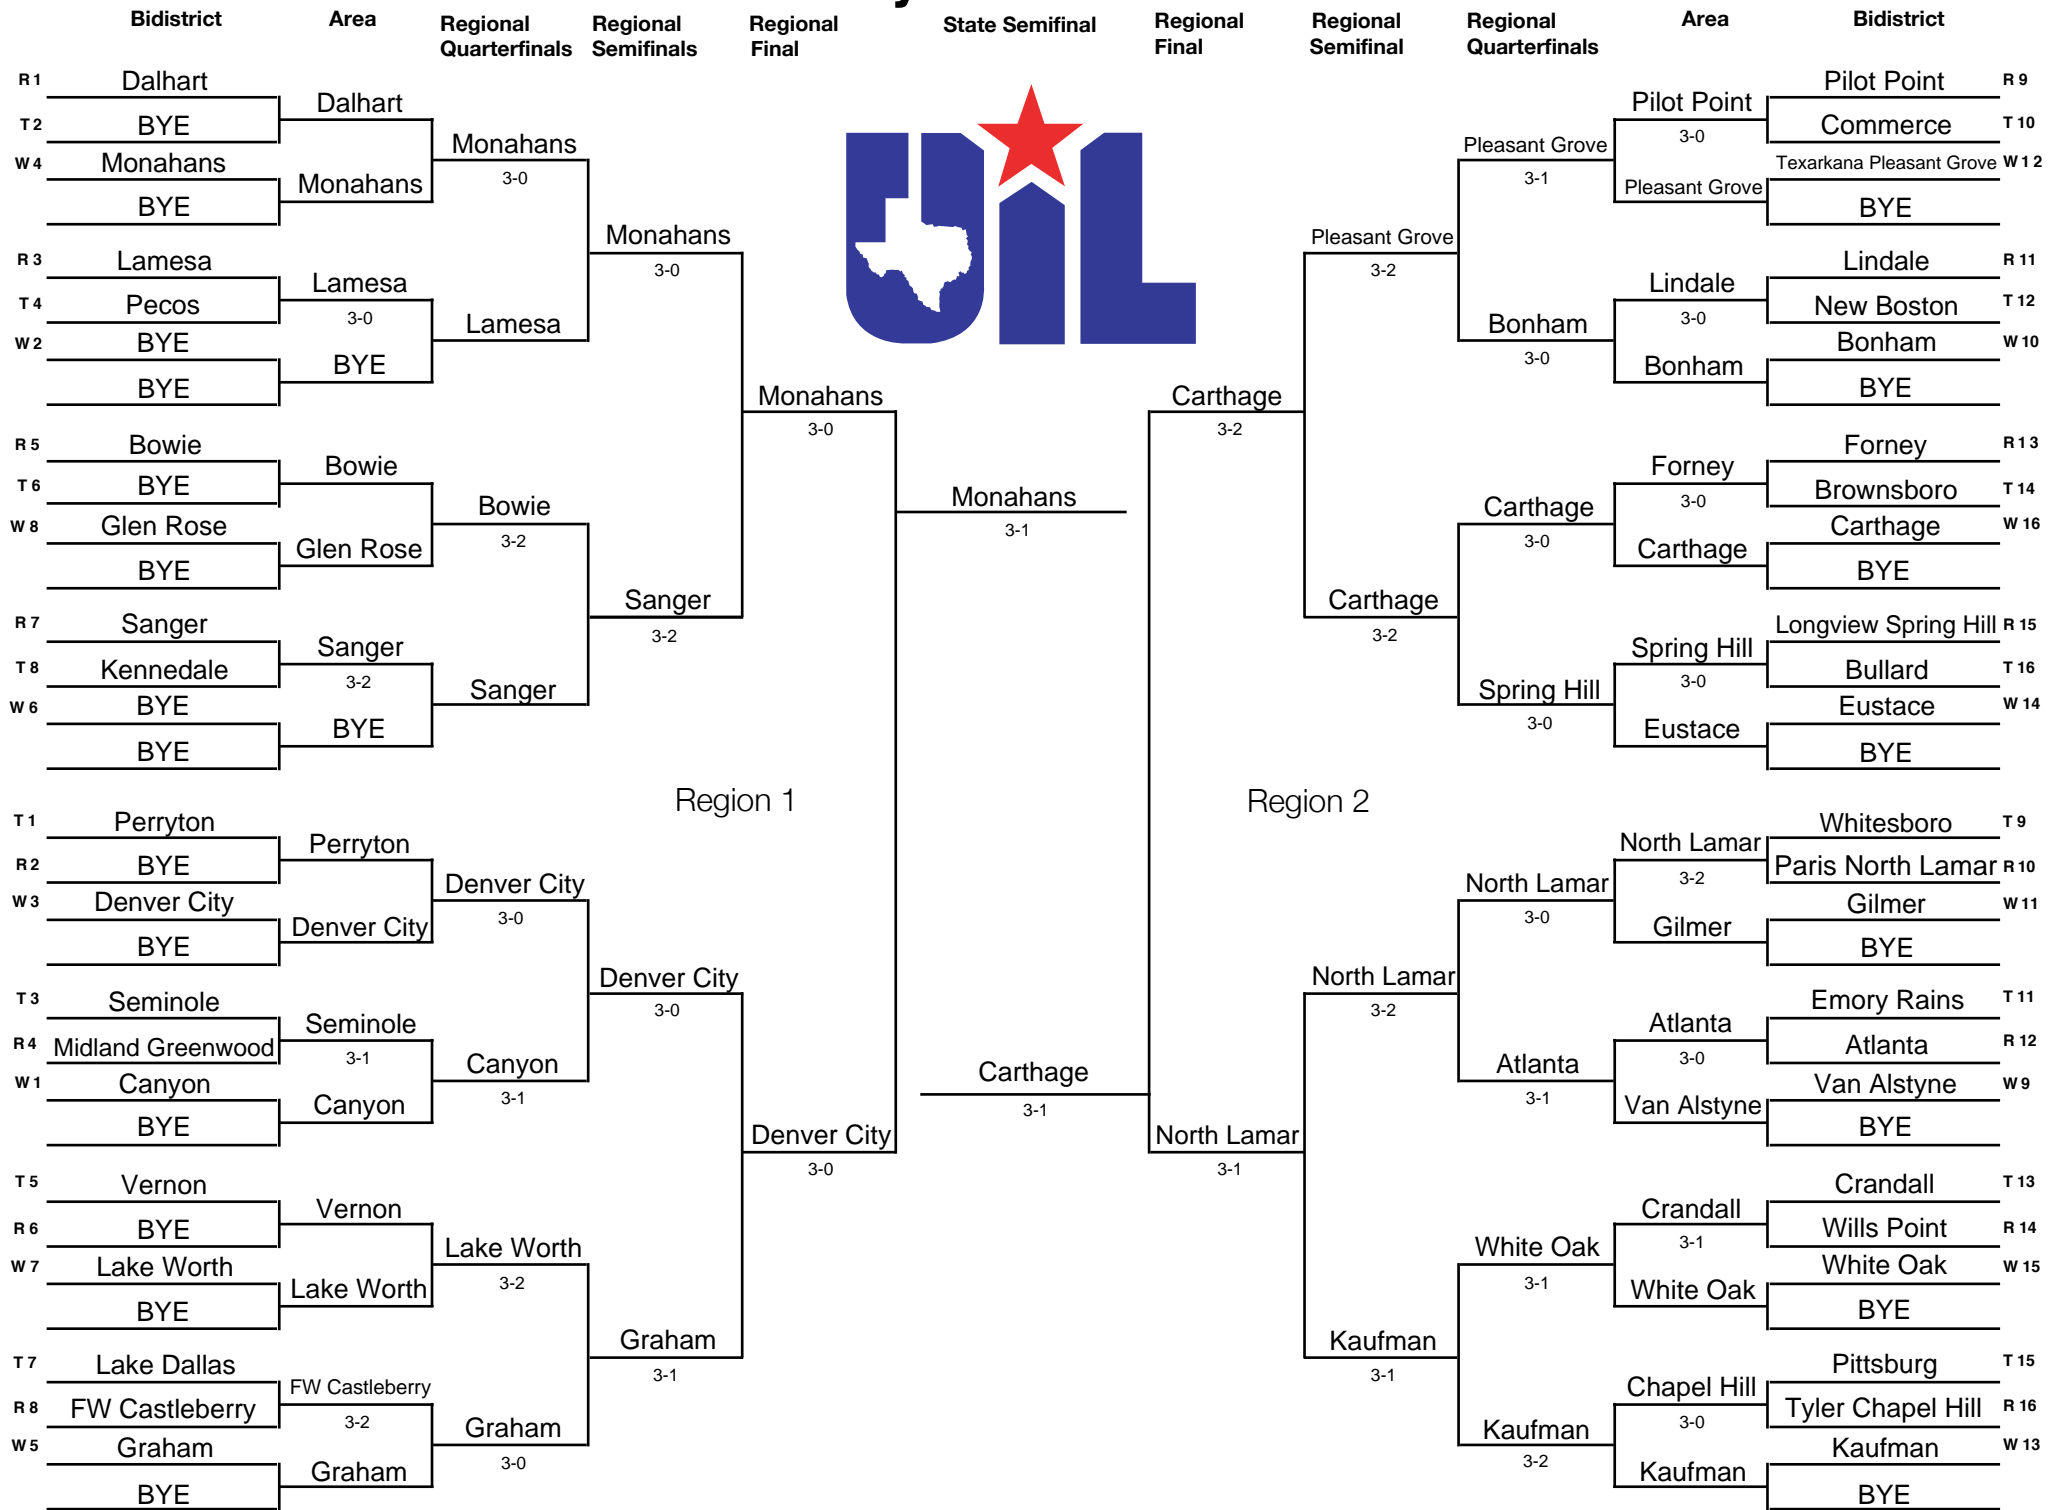 Bidistrict Area Regional Quarterfinals Regional Semifinals Regional Final State Semifinal Regional Final Regional Semifinal Regional Quarterfinals Area Bidistrict
UIL
R 1 Dalhart
T 2 BYE
Dalhart
W 4 Monahans
BYE
Monahans
Monahans
3-0
R 3 Lamesa
T 4 Pecos
Lamesa
3-0
W 2 BYE
BYE
BYE
Lamesa
Monahans
3-0
R 5 Bowie
T 6 BYE
Bowie
W 8 Glen Rose
BYE
Glen Rose
Bowie
3-2
R 7 Sanger
T 8 Kennedale
Sanger
3-2
W 6 BYE
BYE
BYE
Sanger
Sanger
3-2
Monahans
3-0
Region 1
T 1 Perryton
R 2 BYE
Perryton
W 3 Denver City
BYE
Denver City
Denver City
3-0
T 3 Seminole
R 4 Midland Greenwood
Seminole
3-1
W 1 Canyon
BYE
Canyon
Canyon
3-1
Denver City
3-0
T 5 Vernon
R 6 BYE
Vernon
W 7 Lake Worth
BYE
Lake Worth
Lake Worth
3-2
T 7 Lake Dallas
R 8 FW Castleberry
FW Castleberry
3-2
W 5 Graham
BYE
Graham
Graham
3-0
Graham
3-1
Denver City
3-0
Monahans
3-1
Carthage
3-1
Pilot Point R 9
Commerce T 10
Pilot Point
3-0
Texarkana Pleasant Grove W 1 2
BYE
Pleasant Grove
Pleasant Grove
3-1
Lindale R 11
New Boston T 12
Lindale
3-0
Bonham W 10
BYE
Bonham
Bonham
3-0
Pleasant Grove
3-2
Forney R 1 3
Brownsboro T 14
Forney
3-0
Carthage W 16
BYE
Carthage
Carthage
3-0
Longview Spring Hill R 15
Bullard T 16
Spring Hill
3-0
Eustace W 14
BYE
Eustace
Spring Hill
3-0
Carthage
3-2
Carthage
3-2
Region 2
Whitesboro T 9
Paris North Lamar R 10
North Lamar
3-2
Gilmer W 11
BYE
Gilmer
North Lamar
3-0
Emory Rains T 11
Atlanta R 12
Atlanta
3-0
Van Alstyne W 9
BYE
Van Alstyne
Atlanta
3-1
North Lamar
3-2
Crandall T 13
Wills Point R 14
Crandall
3-1
White Oak W 15
BYE
White Oak
White Oak
3-1
Pittsburg T 15
Tyler Chapel Hill R 16
Chapel Hill
3-0
Kaufman W 13
BYE
Kaufman
Kaufman
3-2
Kaufman
3-1
North Lamar
3-1